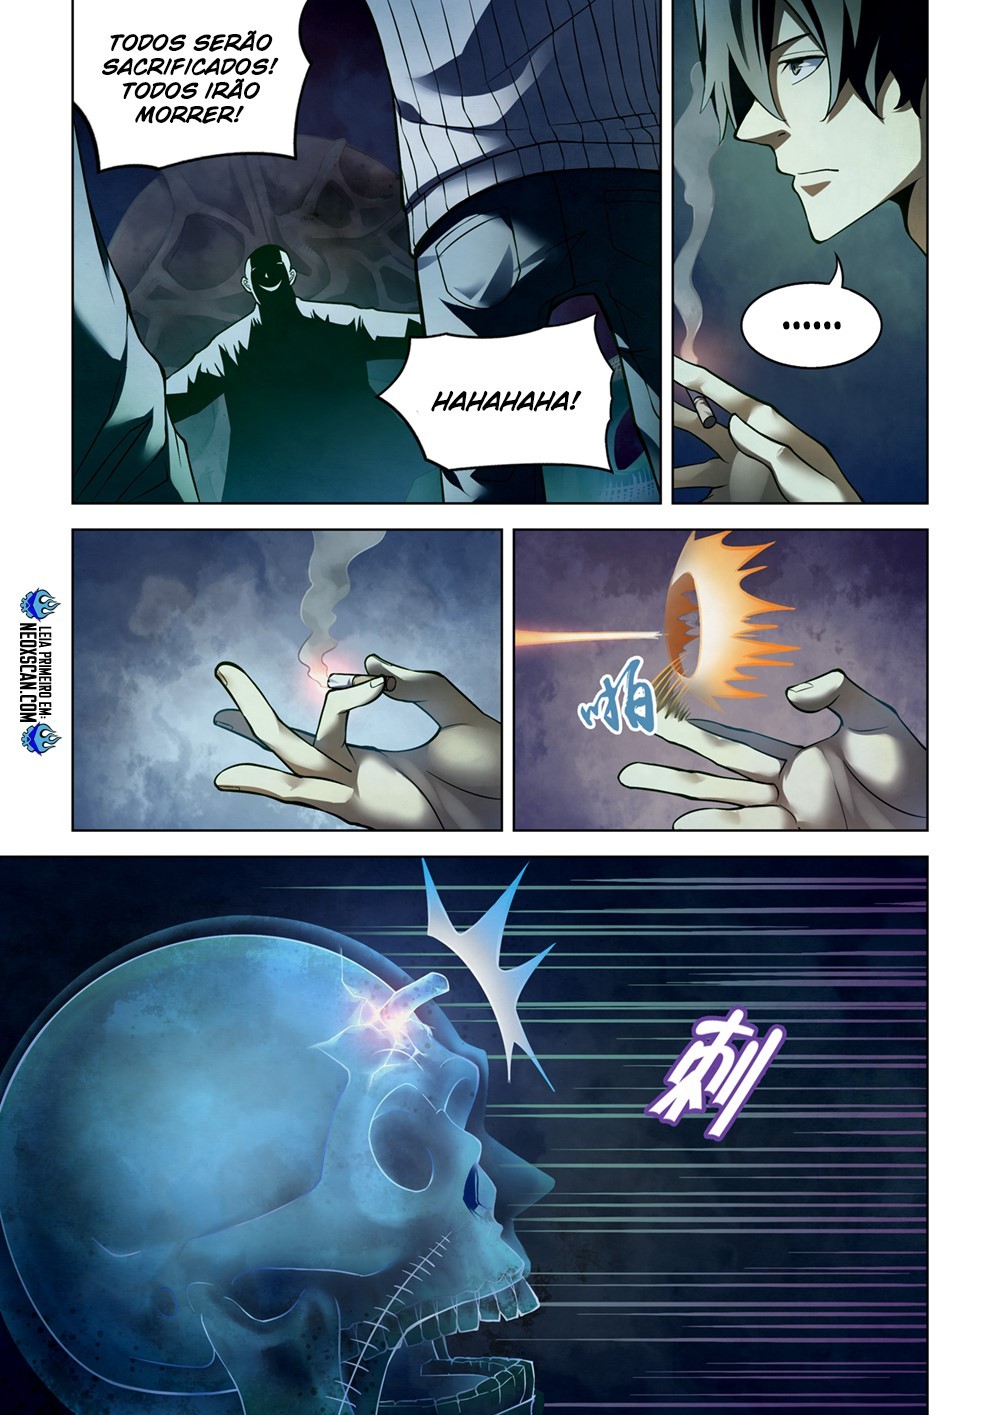 TODOS SERÃO
SACRIFICADOS!
TODOS IRÃO
MORRER!
HAHAHAHA!
......
LEIA PRIMEIRO EM:
NEOXSCAN.COM
啪
刺